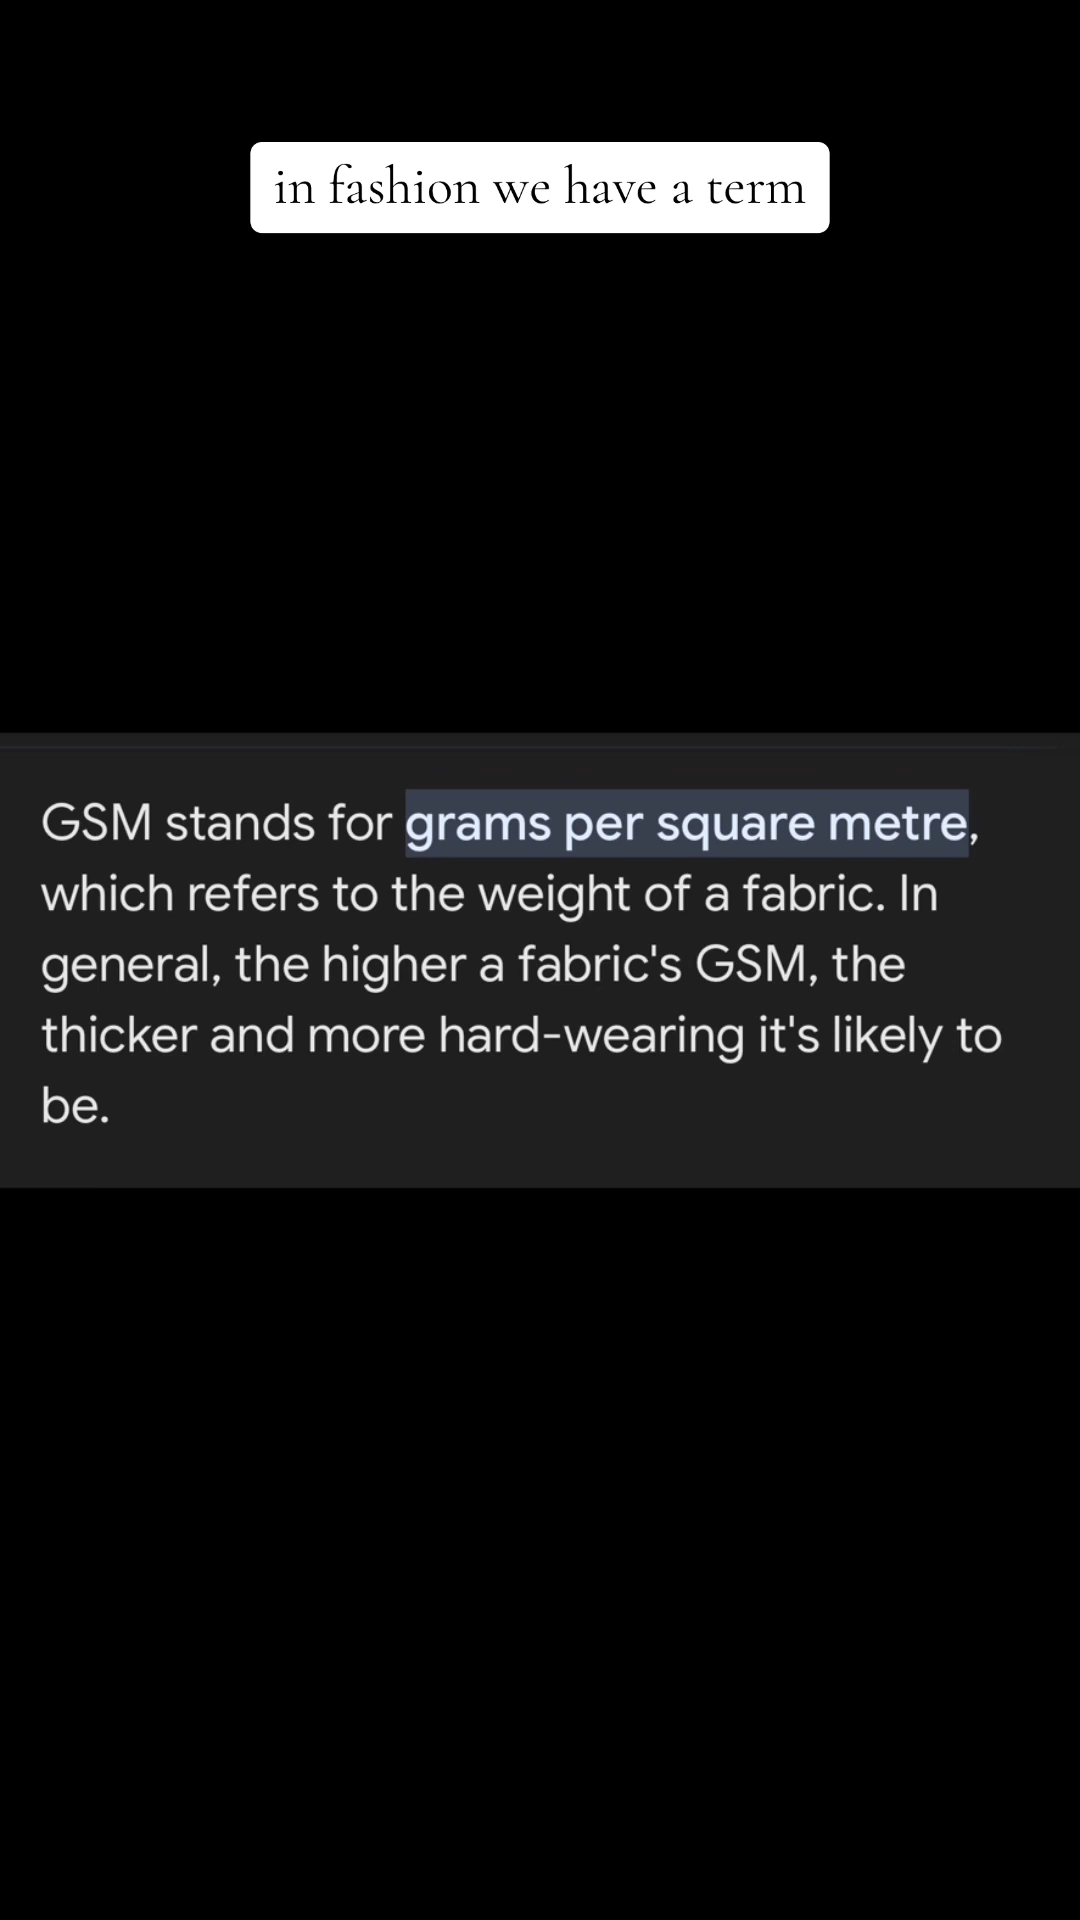 in fashion we have a term
GSM stands for grams per square metre,
which refers to the weight of a fabric. In
general, the higher a fabric's GSM, the
thicker and more hard-wearing it's likely to
be.